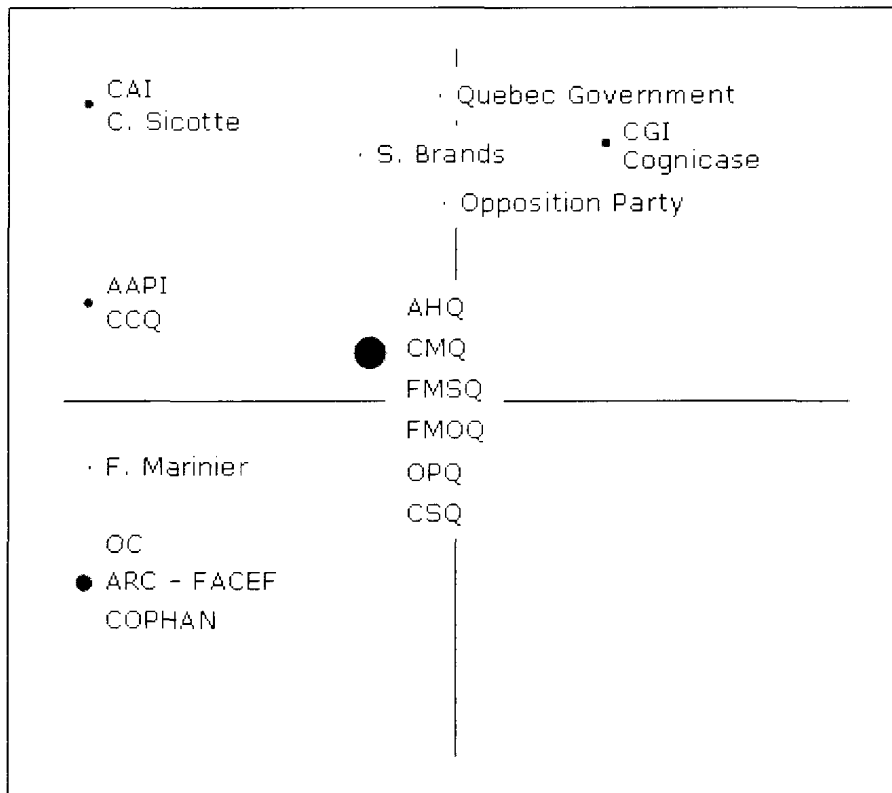 CAI
C. Sicotte
Quebec Government
CGI
Cognicase
S. Brands
Opposition Party
AAPI
CCQ
AHQ
CMQ
FMSQ
FMOQ
OPQ
CSQ
F. Marinier
OC
ARC - FACEF
COPHAN